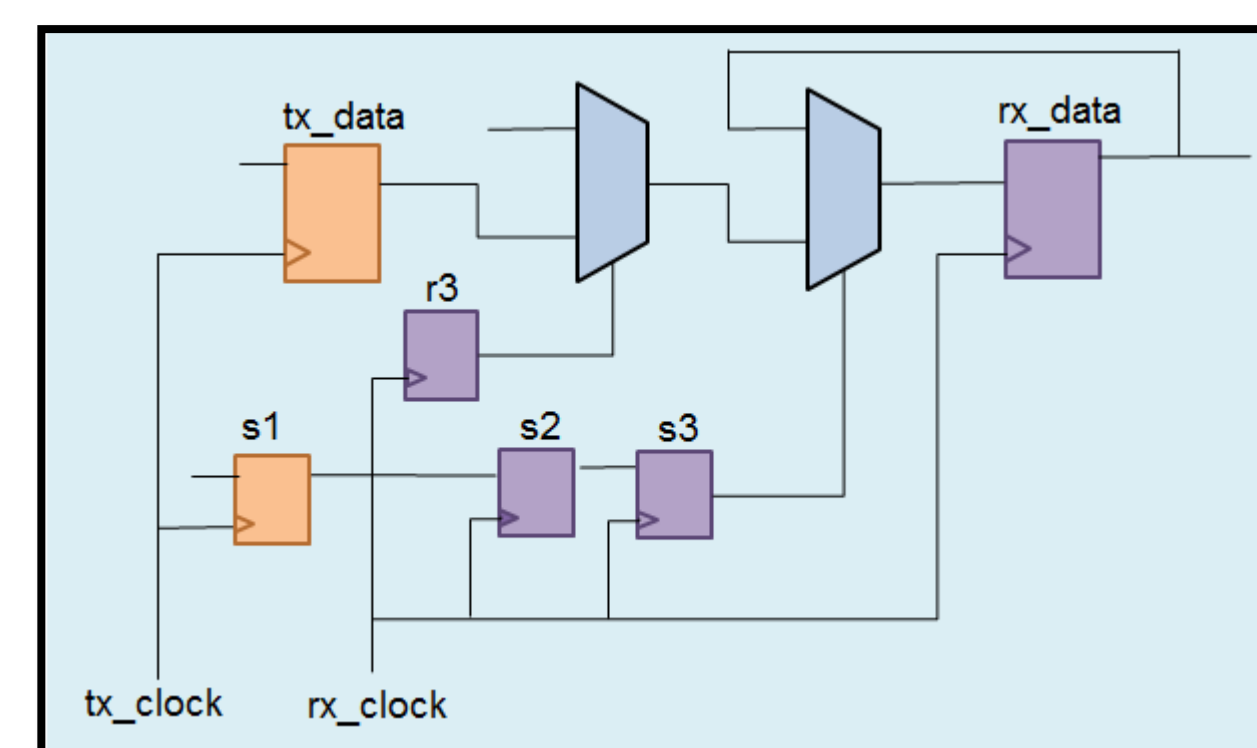 tx_data
rx_data
r3
s1
s2
s3
tx_clock
rx_clock